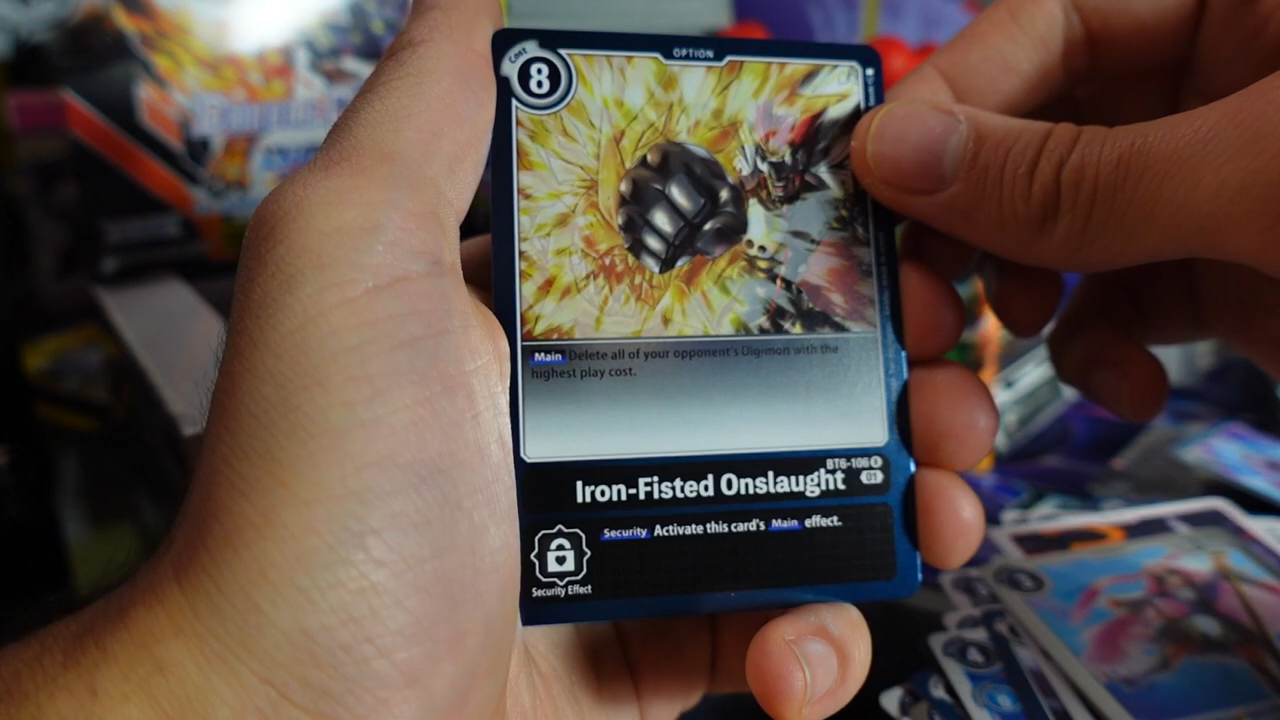 OPTION
Cost
8
Main Delete all of your opponent's Digimon with the
highest play cost.
BT6-106 R
Iron-Fisted Onslaught 01
Security Activate this card's Main effect.
Security Effect